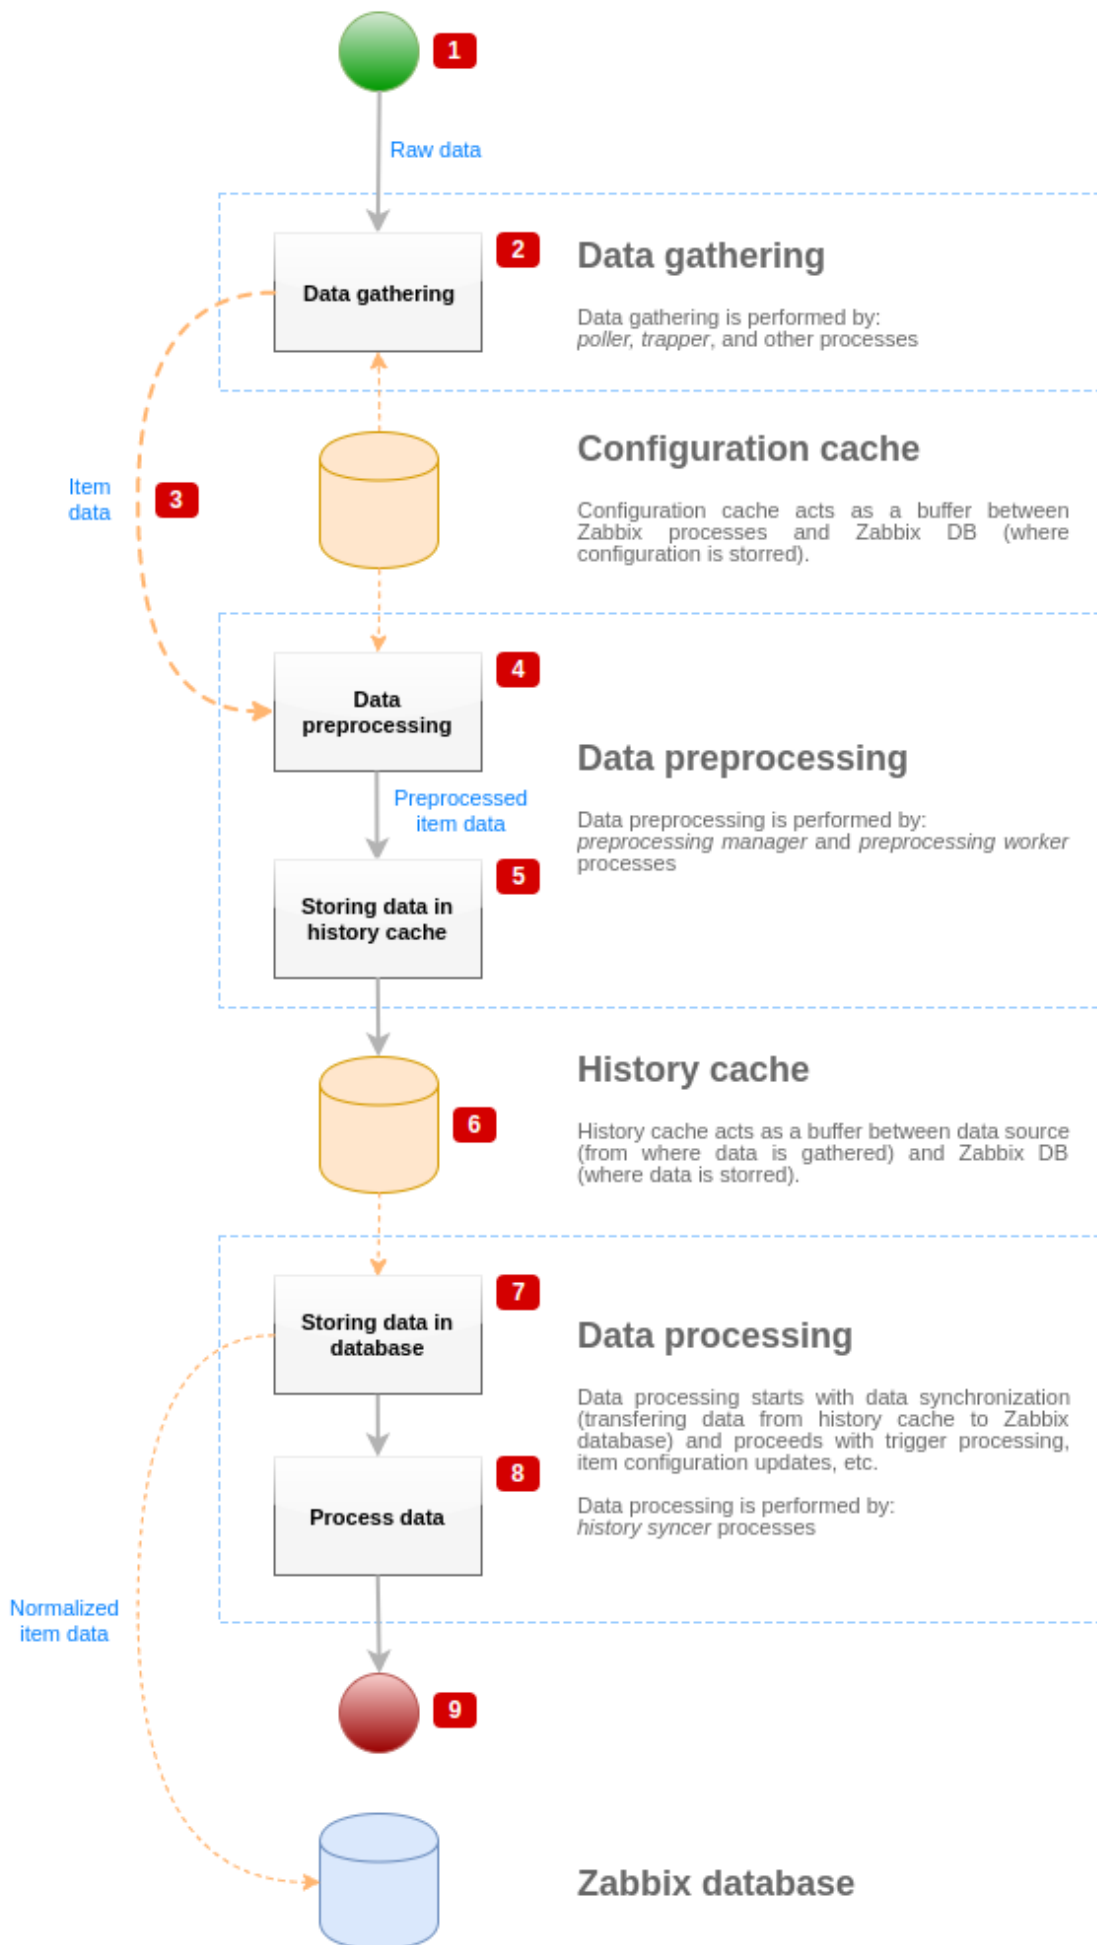 1
Raw data
2
Data gathering
Data gathering
Data gathering is performed by:
poller, trapper, and other processes
Configuration cache
Item
data
3
Configuration cache acts as a buffer between
Zabbix processes and Zabbix DB (where
configuration is storred).
4
Data
preprocessing
Data preprocessing
Preprocessed
item data
Data preprocessing is performed by:
preprocessing manager and preprocessing worker
processes
5
Storing data in
history cache
History cache
6
History cache acts as a buffer between data source
(from where data is gathered) and Zabbix DB
(where data is storred).
7
Storing data in
database
Data processing
Data processing starts with data synchronization
(transfering data from history cache to Zabbix
database) and proceeds with trigger processing,
item configuration updates, etc.
8
Process data
Data processing is performed by:
history syncer processes
Normalized
item data
9
Zabbix database